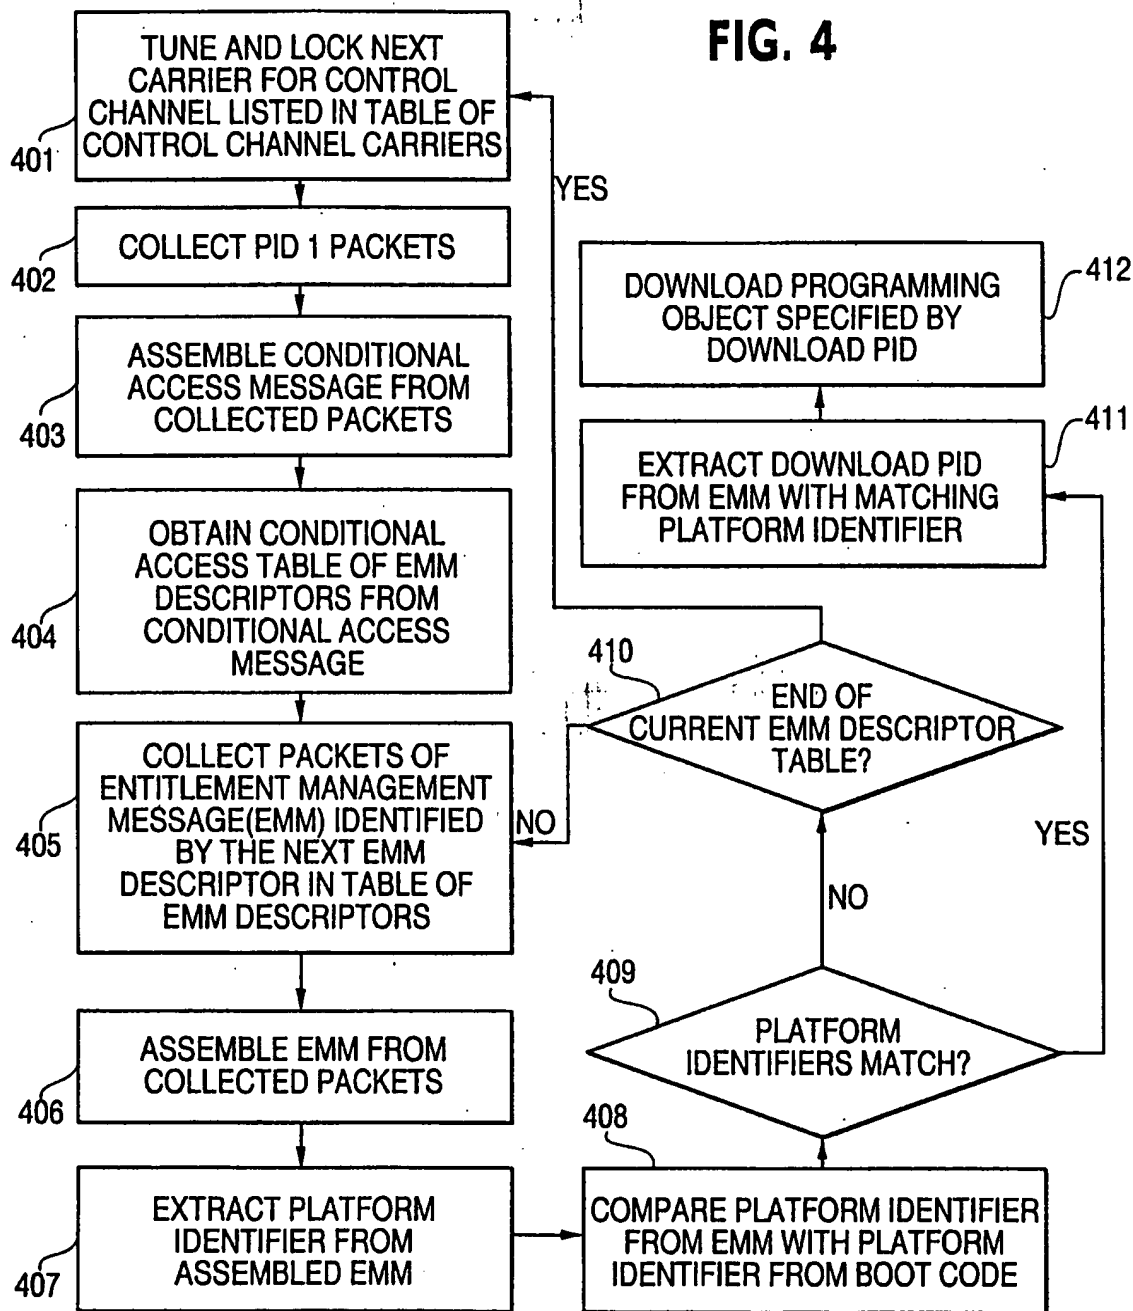 FIG. 4
TUNE AND LOCK NEXT
CARRIER FOR CONTROL
CHANNEL LISTED IN TABLE OF
CONTROL CHANNEL CARRIERS
401
YES
COLLECT PID 1 PACKETS
402
ASSEMBLE CONDITIONAL
ACCESS MESSAGE FROM
COLLECTED PACKETS
403
OBTAIN CONDITIONAL
ACCESS TABLE OF EMM
DESCRIPTORS FROM
CONDITIONAL ACCESS
MESSAGE
404
COLLECT PACKETS OF
ENTITLEMENT MANAGEMENT
MESSAGE(EMM) IDENTIFIED
BY THE NEXT EMM
DESCRIPTOR IN TABLE OF
EMM DESCRIPTORS
405
NO
ASSEMBLE EMM FROM
COLLECTED PACKETS
406
EXTRACT PLATFORM
IDENTIFIER FROM
ASSEMBLED EMM
407
408
COMPARE PLATFORM IDENTIFIER
FROM EMM WITH PLATFORM
IDENTIFIER FROM BOOT CODE
409
PLATFORM
IDENTIFIERS MATCH?
NO
YES
410
END OF
CURRENT EMM DESCRIPTOR
TABLE?
411
EXTRACT DOWNLOAD PID
FROM EMM WITH MATCHING
PLATFORM IDENTIFIER
412
DOWNLOAD PROGRAMMING
OBJECT SPECIFIED BY
DOWNLOAD PID